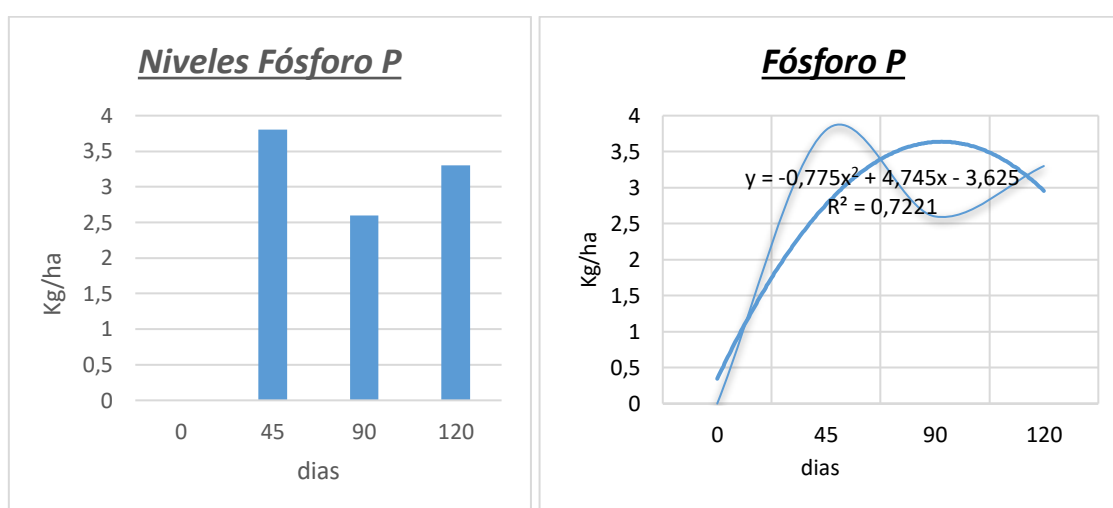 Niveles Fósforo P
4
3,5
3
2,5
2
1,5
1
0,5
0
Kg/ha
0 45 90 120
dias
Fósforo P
4
3,5
3
2,5
2
1,5
1
0,5
0
Kg/ha
y = -0,775x² + 4,745x - 3,625
R² = 0,7221
0 45 90 120
dias